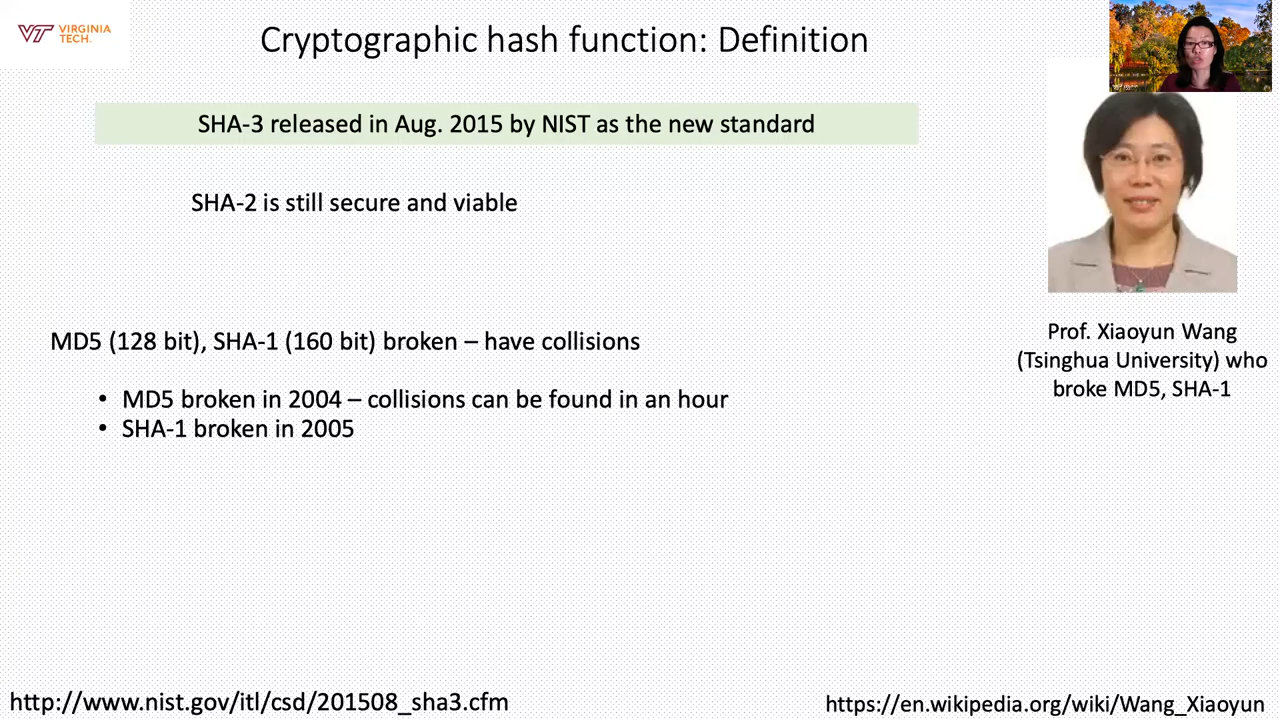 VT VIRGINIA
TECH
Cryptographic hash function: Definition
SHA-3 released in Aug. 2015 by NIST as the new standard
SHA-2 is still secure and viable
MD5 (128 bit), SHA-1 (160 bit) broken – have collisions
• MD5 broken in 2004 – collisions can be found in an hour
• SHA-1 broken in 2005
Prof. Xiaoyun Wang
(Tsinghua University) who
broke MD5, SHA-1
http://www.nist.gov/itl/csd/201508_sha3.cfm
https://en.wikipedia.org/wiki/Wang_Xiaoyun